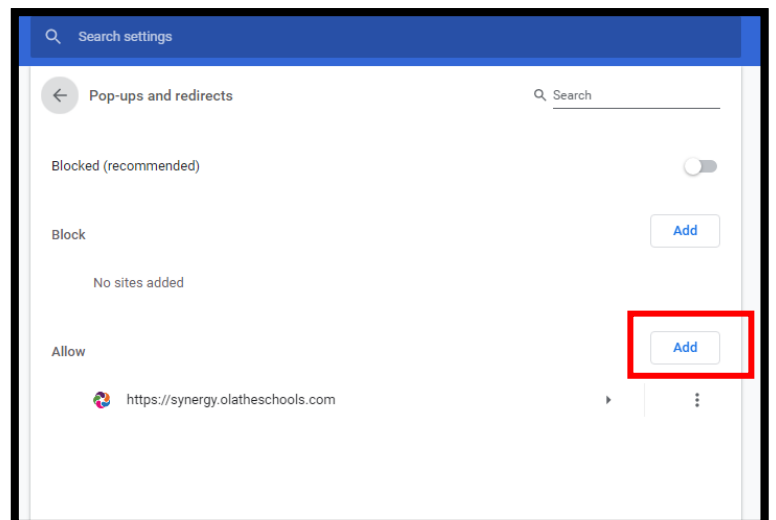 Search settings
Pop-ups and redirects
Search
Blocked (recommended)
Block
Add
No sites added
Allow
Add
https://synergy.olatheschools.com